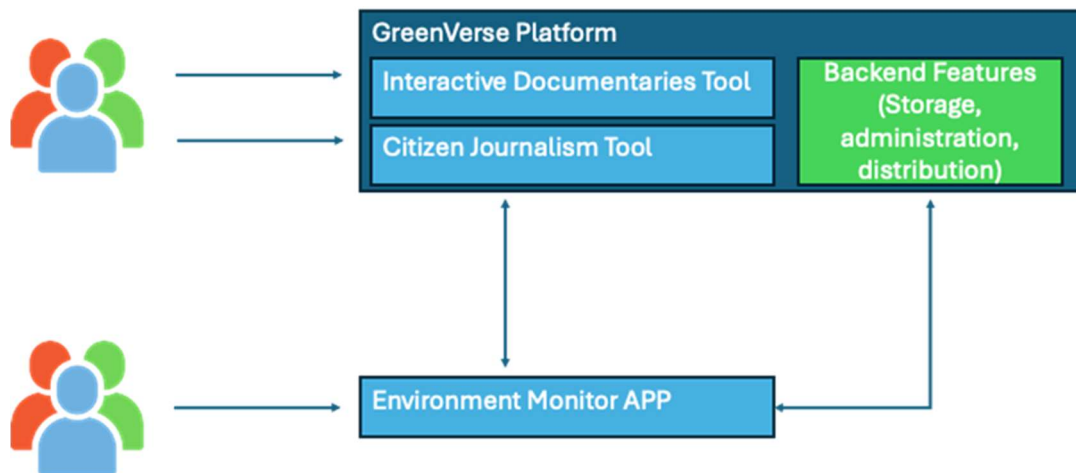 GreenVerse Platform
Interactive Documentaries Tool
Citizen Journalism Tool
Backend Features
(Storage,
administration,
distribution)
Environment Monitor APP